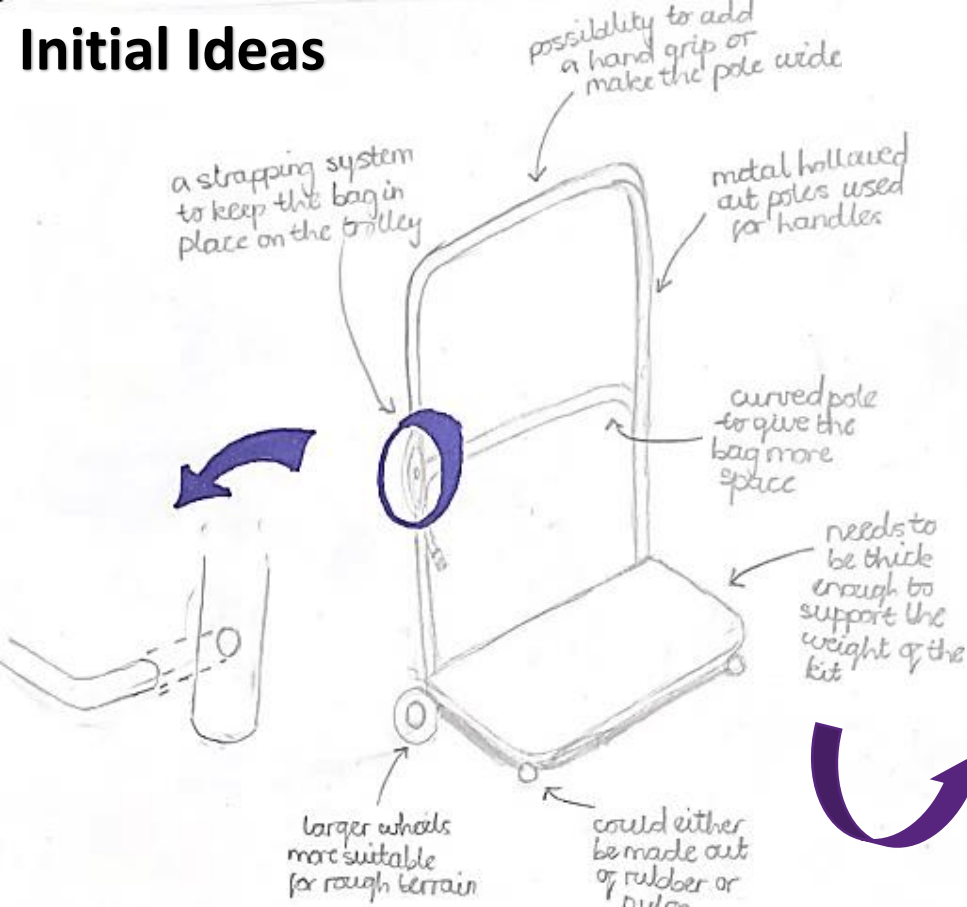 Initial Ideas
possibility to add
a hand grip or
make the pole wide
a strapping system
to keep the bag in
place on the trolley
metal hollowed
out poles used
for handles
curved pole
to give the
bag more
space
needs to
be thick
enough to
support the
weight of the
kit
larger wheels
more suitable
for rough terrain
could either
be made out
of rubber or